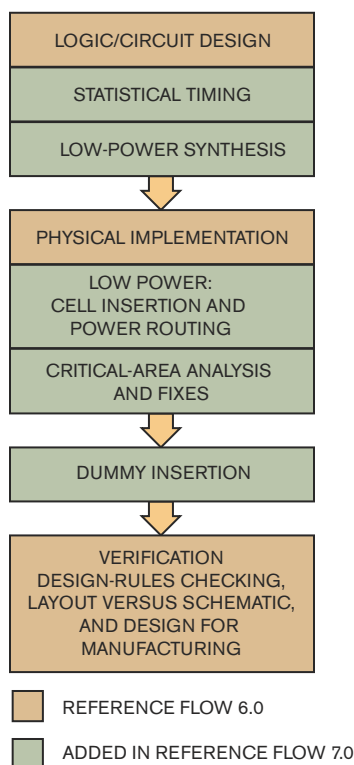 LOGIC/CIRCUIT DESIGN
STATISTICAL TIMING
LOW-POWER SYNTHESIS
PHYSICAL IMPLEMENTATION
LOW POWER:
CELL INSERTION AND
POWER ROUTING
CRITICAL-AREA ANALYSIS
AND FIXES
DUMMY INSERTION
VERIFICATION
DESIGN-RULES CHECKING,
LAYOUT VERSUS SCHEMATIC,
AND DESIGN FOR
MANUFACTURING
REFERENCE FLOW 6.0
ADDED IN REFERENCE FLOW 7.0